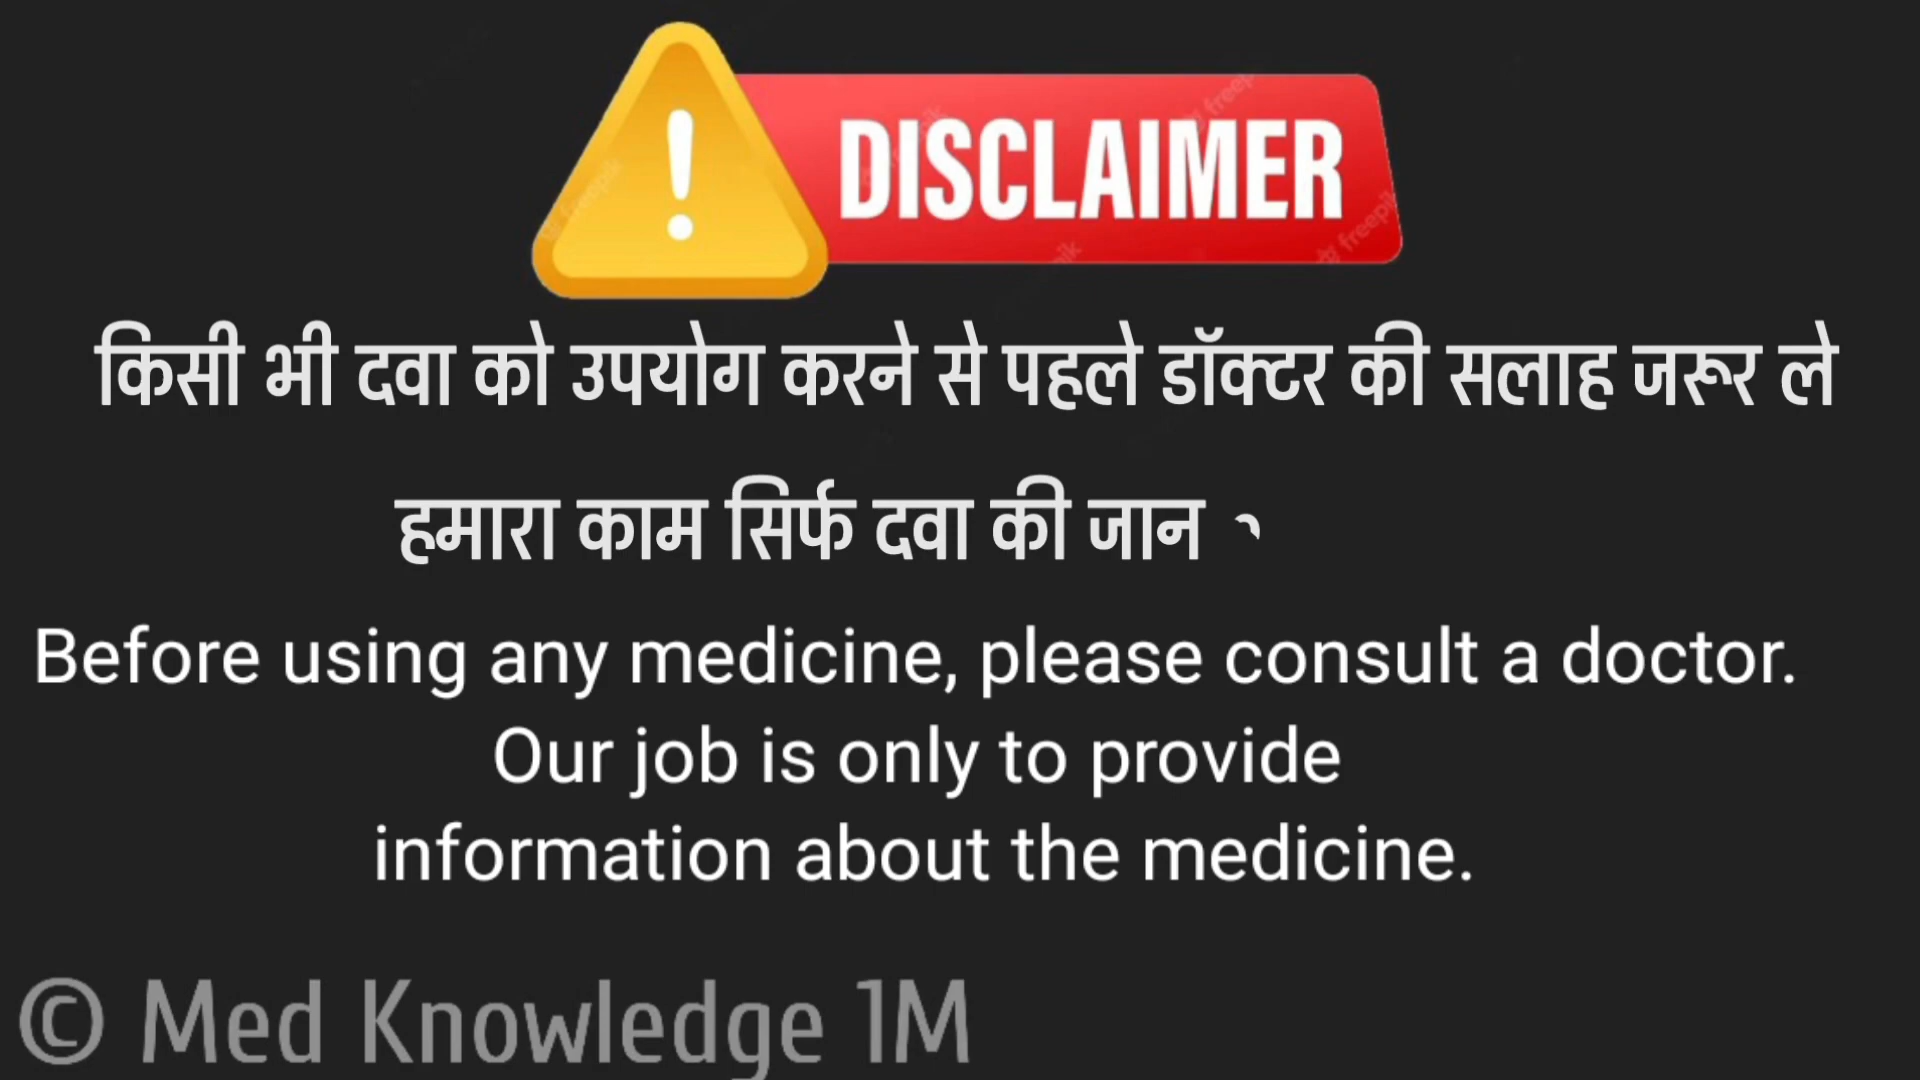 DISCLAIMER
किसी भी दवा को उपयोग करने से पहले डॉक्टर की सलाह जरूर ले
हमारा काम सिर्फ दवा की जान
Before using any medicine, please consult a doctor.
Our job is only to provide
information about the medicine.
© Med Knowledge 1M